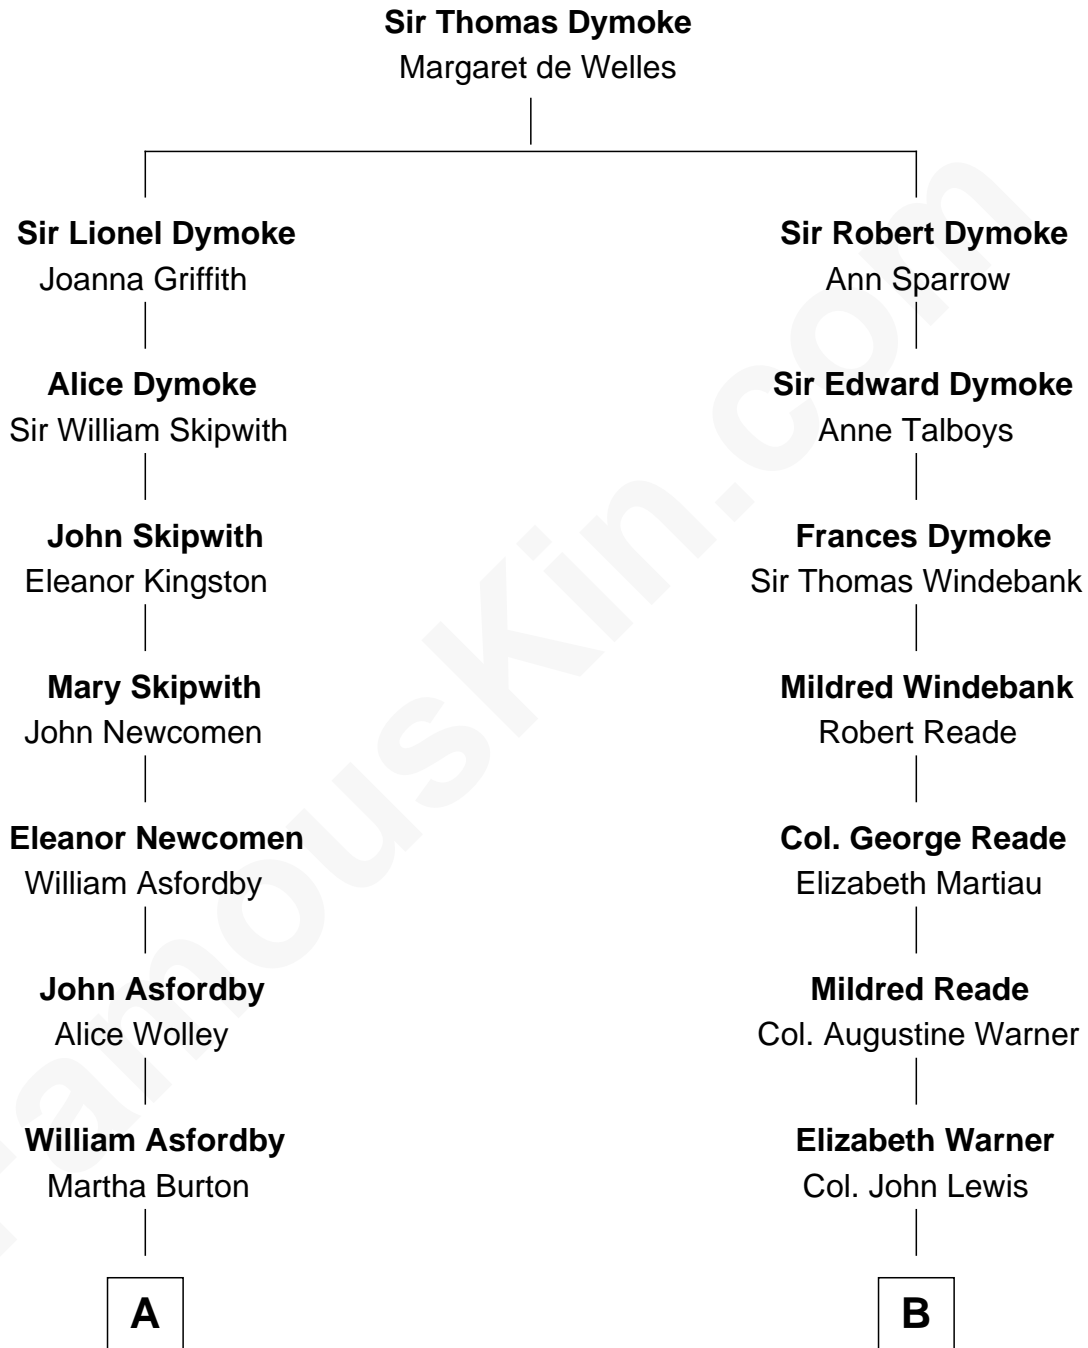 Sir Thomas Dymoke
Margaret de Welles
Sir Lionel Dymoke
Joanna Griffith
Sir Robert Dymoke
Ann Sparrow
Alice Dymoke
Sir William Skipwith
Sir Edward Dymoke
Anne Talboys
John Skipwith
Eleanor Kingston
Frances Dymoke
Sir Thomas Windebank
Mary Skipwith
John Newcomen
Mildred Windebank
Robert Reade
Eleanor Newcomen
William Asfordby
Col. George Reade
Elizabeth Martiau
John Asfordby
Alice Wolley
Mildred Reade
Col. Augustine Warner
William Asfordby
Martha Burton
Elizabeth Warner
Col. John Lewis
A
B
FamousKin.com